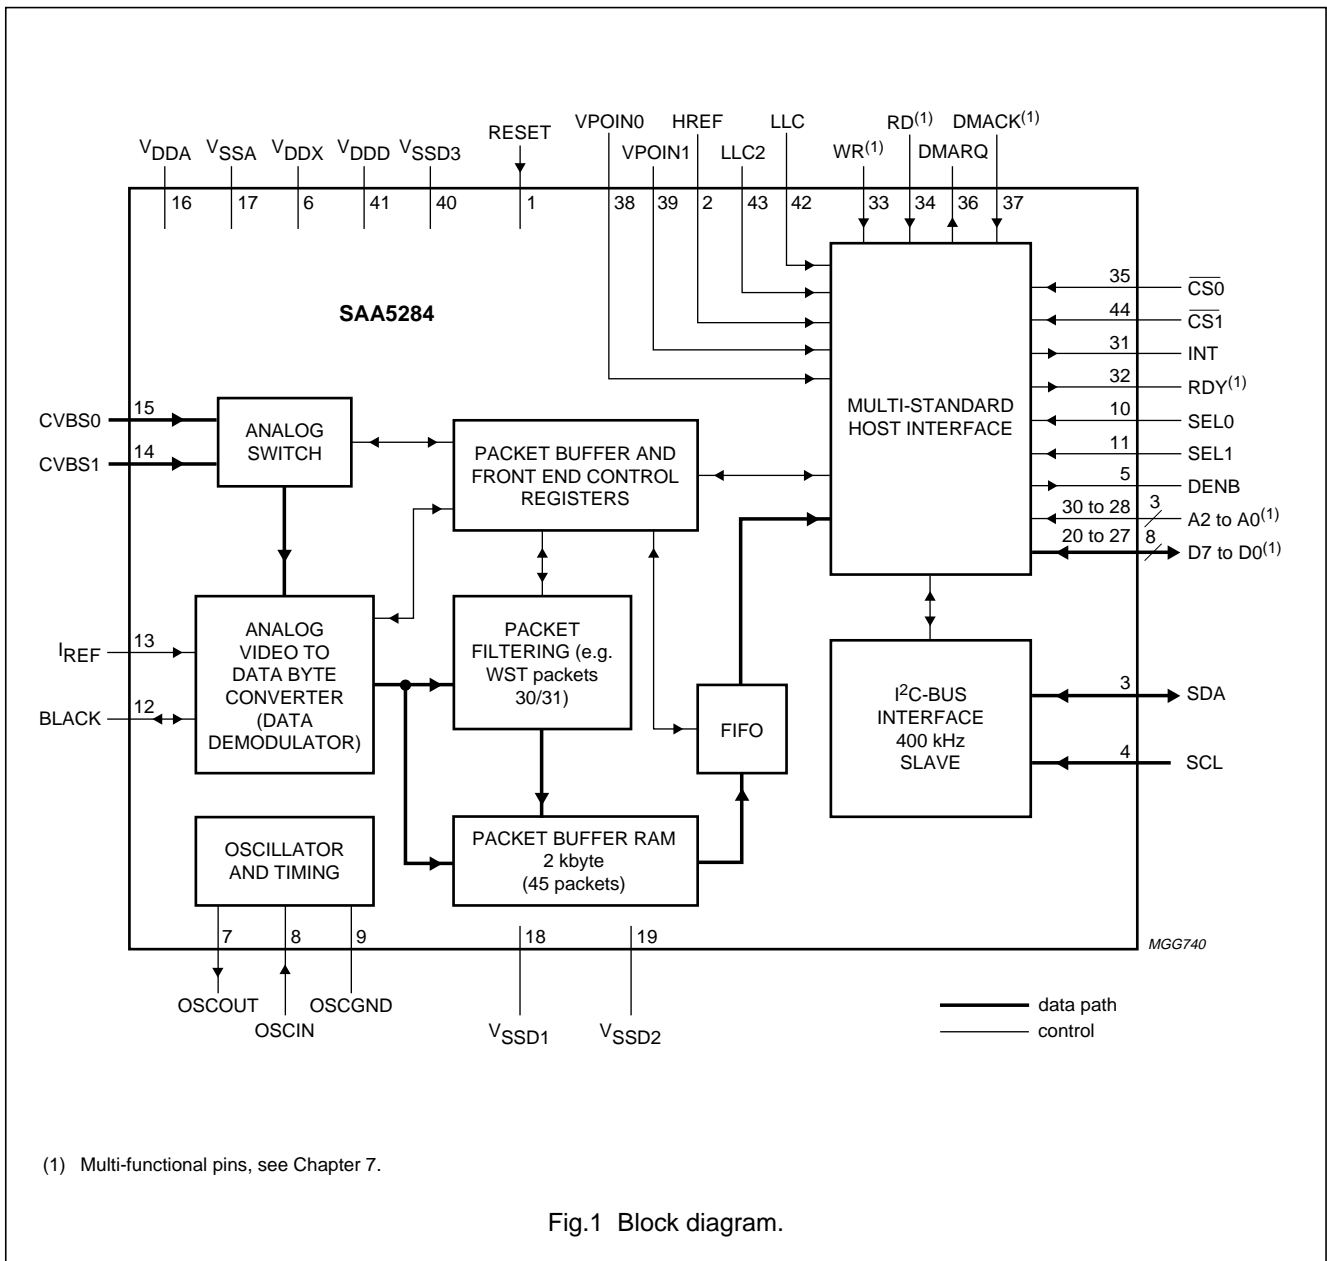 VDDA VSSA VDDX VDDD VSSD3 RESET VPOIN0 HREF LLC RD(1) DMACK(1)
VPOIN1 LLC2 WR(1) DMARQ
16 17 6 41 40 1 38 39 2 43 42 33 34 36 37
SAA5284
35 CS0
44 CS1
31 INT
32 RDY(1)
10 SEL0
11 SEL1
5 DENB
30 to 28 3 A2 to A0(1)
20 to 27 8 D7 to D0(1)
MULTI-STANDARD
HOST INTERFACE
CVBS0 15
CVBS1 14
ANALOG
SWITCH
PACKET BUFFER AND
FRONT END CONTROL
REGISTERS
IREF 13
BLACK 12
ANALOG
VIDEO TO
DATA BYTE
CONVERTER
(DATA
DEMODULATOR)
PACKET
FILTERING (e.g.
WST packets
30/31)
FIFO
I2C-BUS
INTERFACE
400 kHz
SLAVE
3 SDA
4 SCL
OSCILLATOR
AND TIMING
PACKET BUFFER RAM
2 kbyte
(45 packets)
7 8 9 18 19
MGG740
OSCOUT OSCIN OSCGND
VSSD1 VSSD2
data path
control
(1) Multi-functional pins, see Chapter 7.
Fig.1 Block diagram.